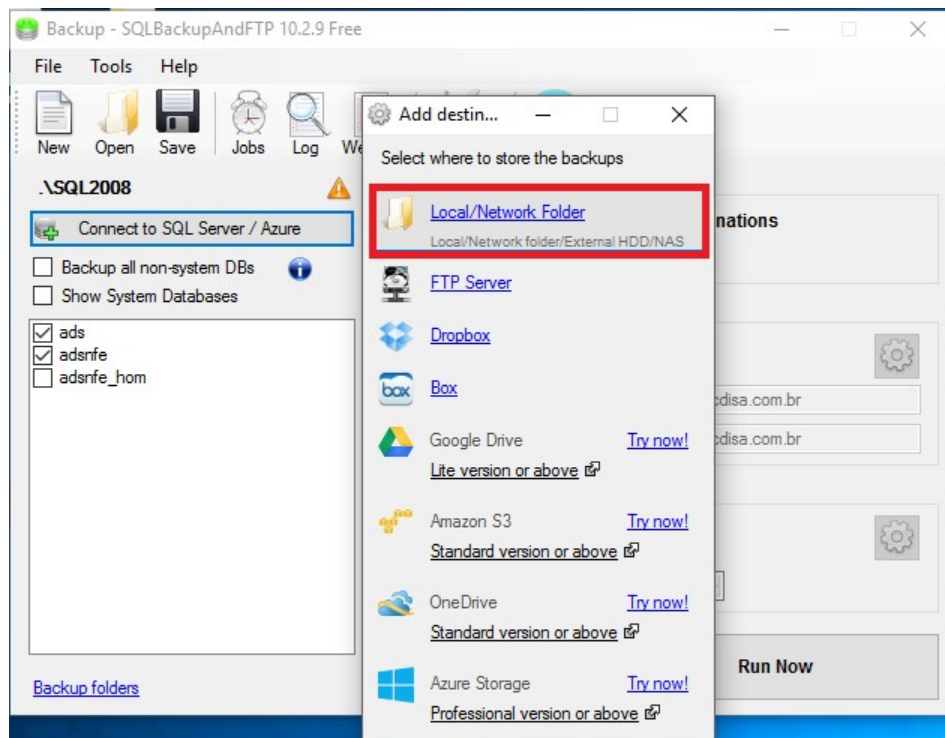 Backup - SQLBackupAndFTP 10.2.9 Free
File Tools Help
New Open Save Jobs Log
.\SQL2008
Connect to SQL Server / Azure
Backup all non-system DBs
Show System Databases
ads
adsnfe
adsnfe_hom
Backup folders
Add destin...
Select where to store the backups
Local/Network Folder
Local/Network folder/External HDD/NAS
FTP Server
Dropbox
box
Box
Google Drive Try now!
Lite version or above
Amazon S3 Try now!
Standard version or above
OneDrive Try now!
Standard version or above
Azure Storage Try now!
Professional version or above
nations
cdisa.com.br
cdisa.com.br
Run Now